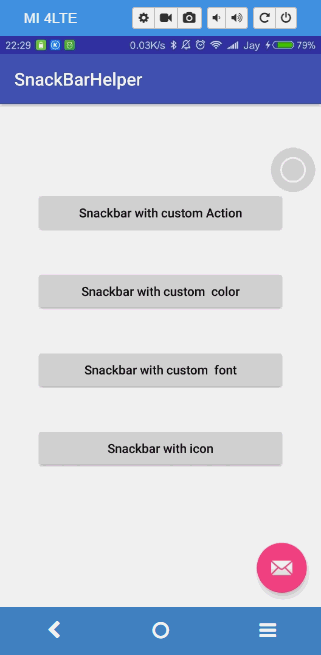 MI 4LTE
22:29 0.03K/s Jay 79%
SnackBarHelper
Snackbar with custom Action
Snackbar with custom  color
Snackbar with custom  font
Snackbar with icon